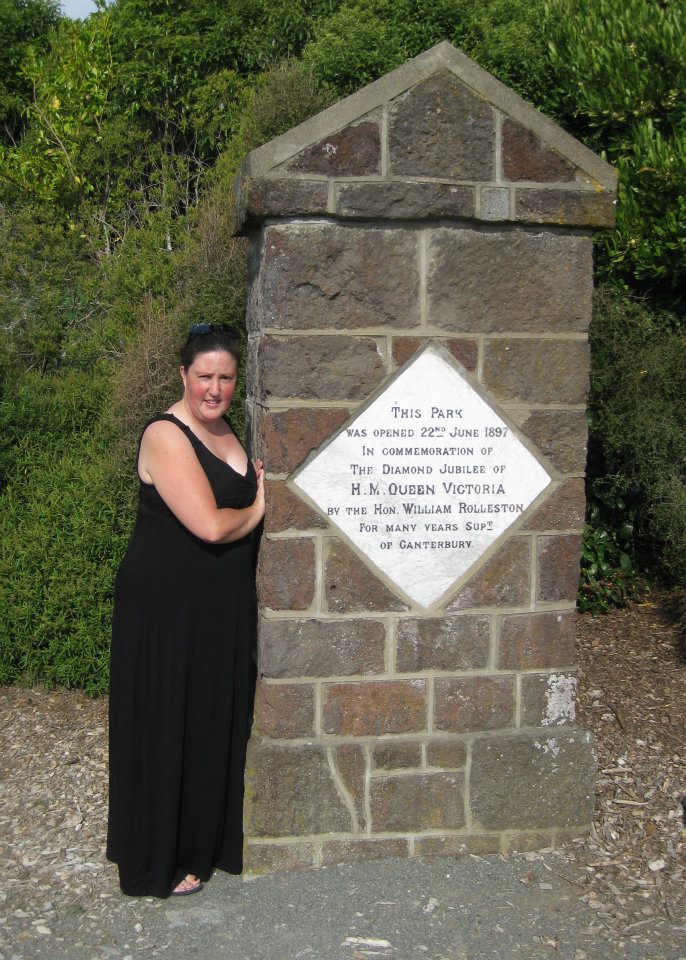 This Park
was opened 22nd June 1897
In commemoration of
The Diamond Jubilee of
H.M. Queen Victoria
by the Hon. William Rolleston
For many years Supt
of Canterbury.